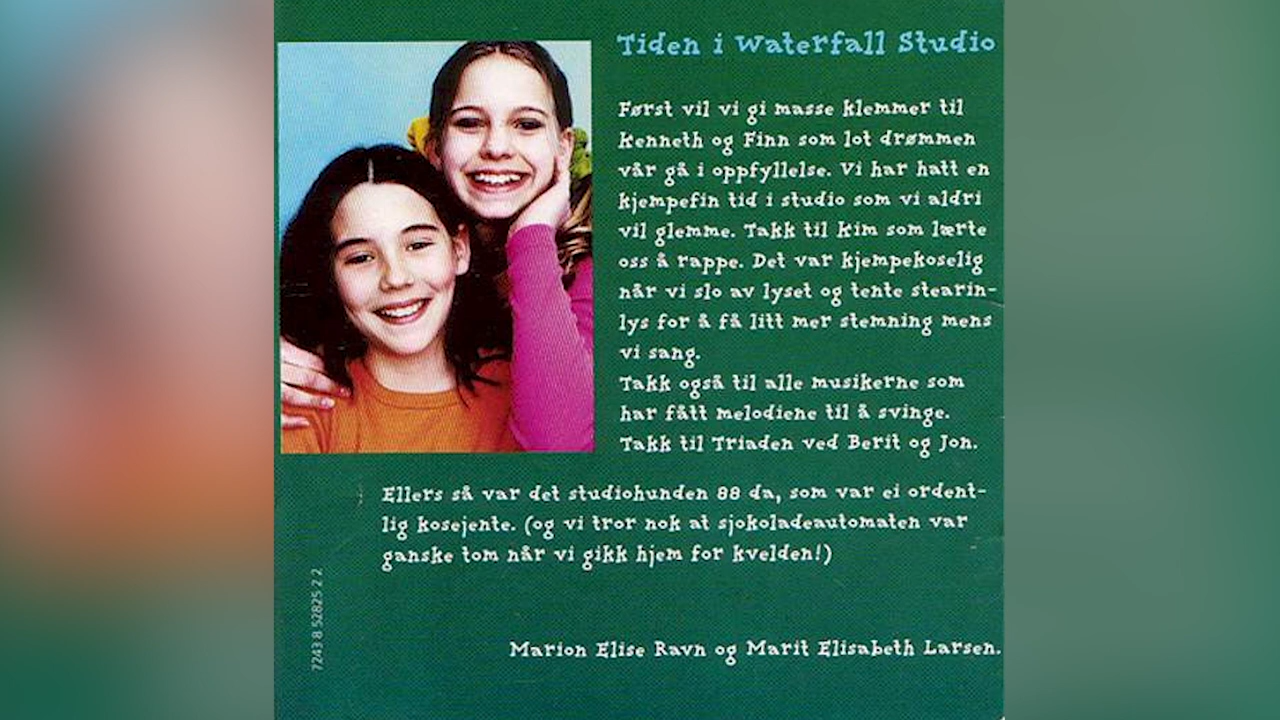 Tiden i Waterfall Studio
Først vil vi gi masse klemmer til
Kenneth og Finn som lot drømmen
vår gå i oppfyllelse. Vi har hatt en
kjempefin tid i studio som vi aldri
vil glemme. Takk til Kim som lærte
oss å rappe. Det var kjempekoselig
når vi slo av lyset og tente stearin-
lys for å få litt mer stemning mens
vi sang.
Takk også til alle musikerne som
har fått melodiene til å svinge.
Takk til Triaden ved Berit og Jon.
Ellers så var det studiohunden 88 da, som var ei ordent-
lig kosejente. (og vi tror nok at sjokoladeautomaten var
ganske tom når vi gikk hjem for kvelden!)
7243 8 52825 2 2
Marion Elise Ravn og Marit Elisabeth Larsen.